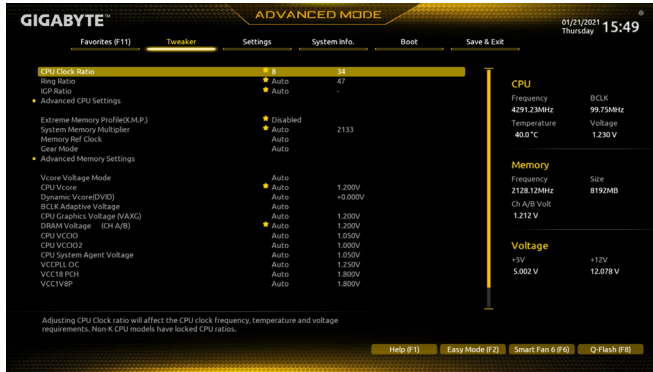 GIGABYTE™
ADVANCED MODE
01/21/2021 Thursday 15:49
Favorites (F11) Tweaker Settings System Info. Boot Save & Exit
CPU Clock Ratio 8 34
Ring Ratio Auto 47
IGP Ratio Auto -
Advanced CPU Settings
Extreme Memory Profile(X.M.P.) Disabled
System Memory Multiplier Auto 2133
Memory Ref Clock Auto
Gear Mode Auto
Advanced Memory Settings
Vcore Voltage Mode Auto
CPU Vcore Auto 1.200V
Dynamic Vcore(DVID) Auto +0.000V
BCLK Adaptive Voltage Auto
CPU Graphics Voltage (VAXG) Auto 1.200V
DRAM Voltage (CH A/B) Auto 1.200V
CPU VCCIO Auto 1.050V
CPU VCCIO2 Auto 1.000V
CPU System Agent Voltage Auto 1.050V
VCCPLL OC Auto 1.250V
VCC18 PCH Auto 1.800V
VCC1V8P Auto 1.800V
CPU
Frequency BCLK
4291.23MHz 99.75MHz
Temperature Voltage
40.0°C 1.230 V
Memory
Frequency Size
2128.12MHz 8192MB
Ch A/B Volt
1.212 V
Voltage
+5V +12V
5.002 V 12.078 V
Adjusting CPU Clock ratio will affect the CPU clock frequency, temperature and voltage
requirements. Non-K CPU models have locked CPU ratios.
Help (F1) Easy Mode (F2) Smart Fan 6 (F6) Q-Flash (F8)